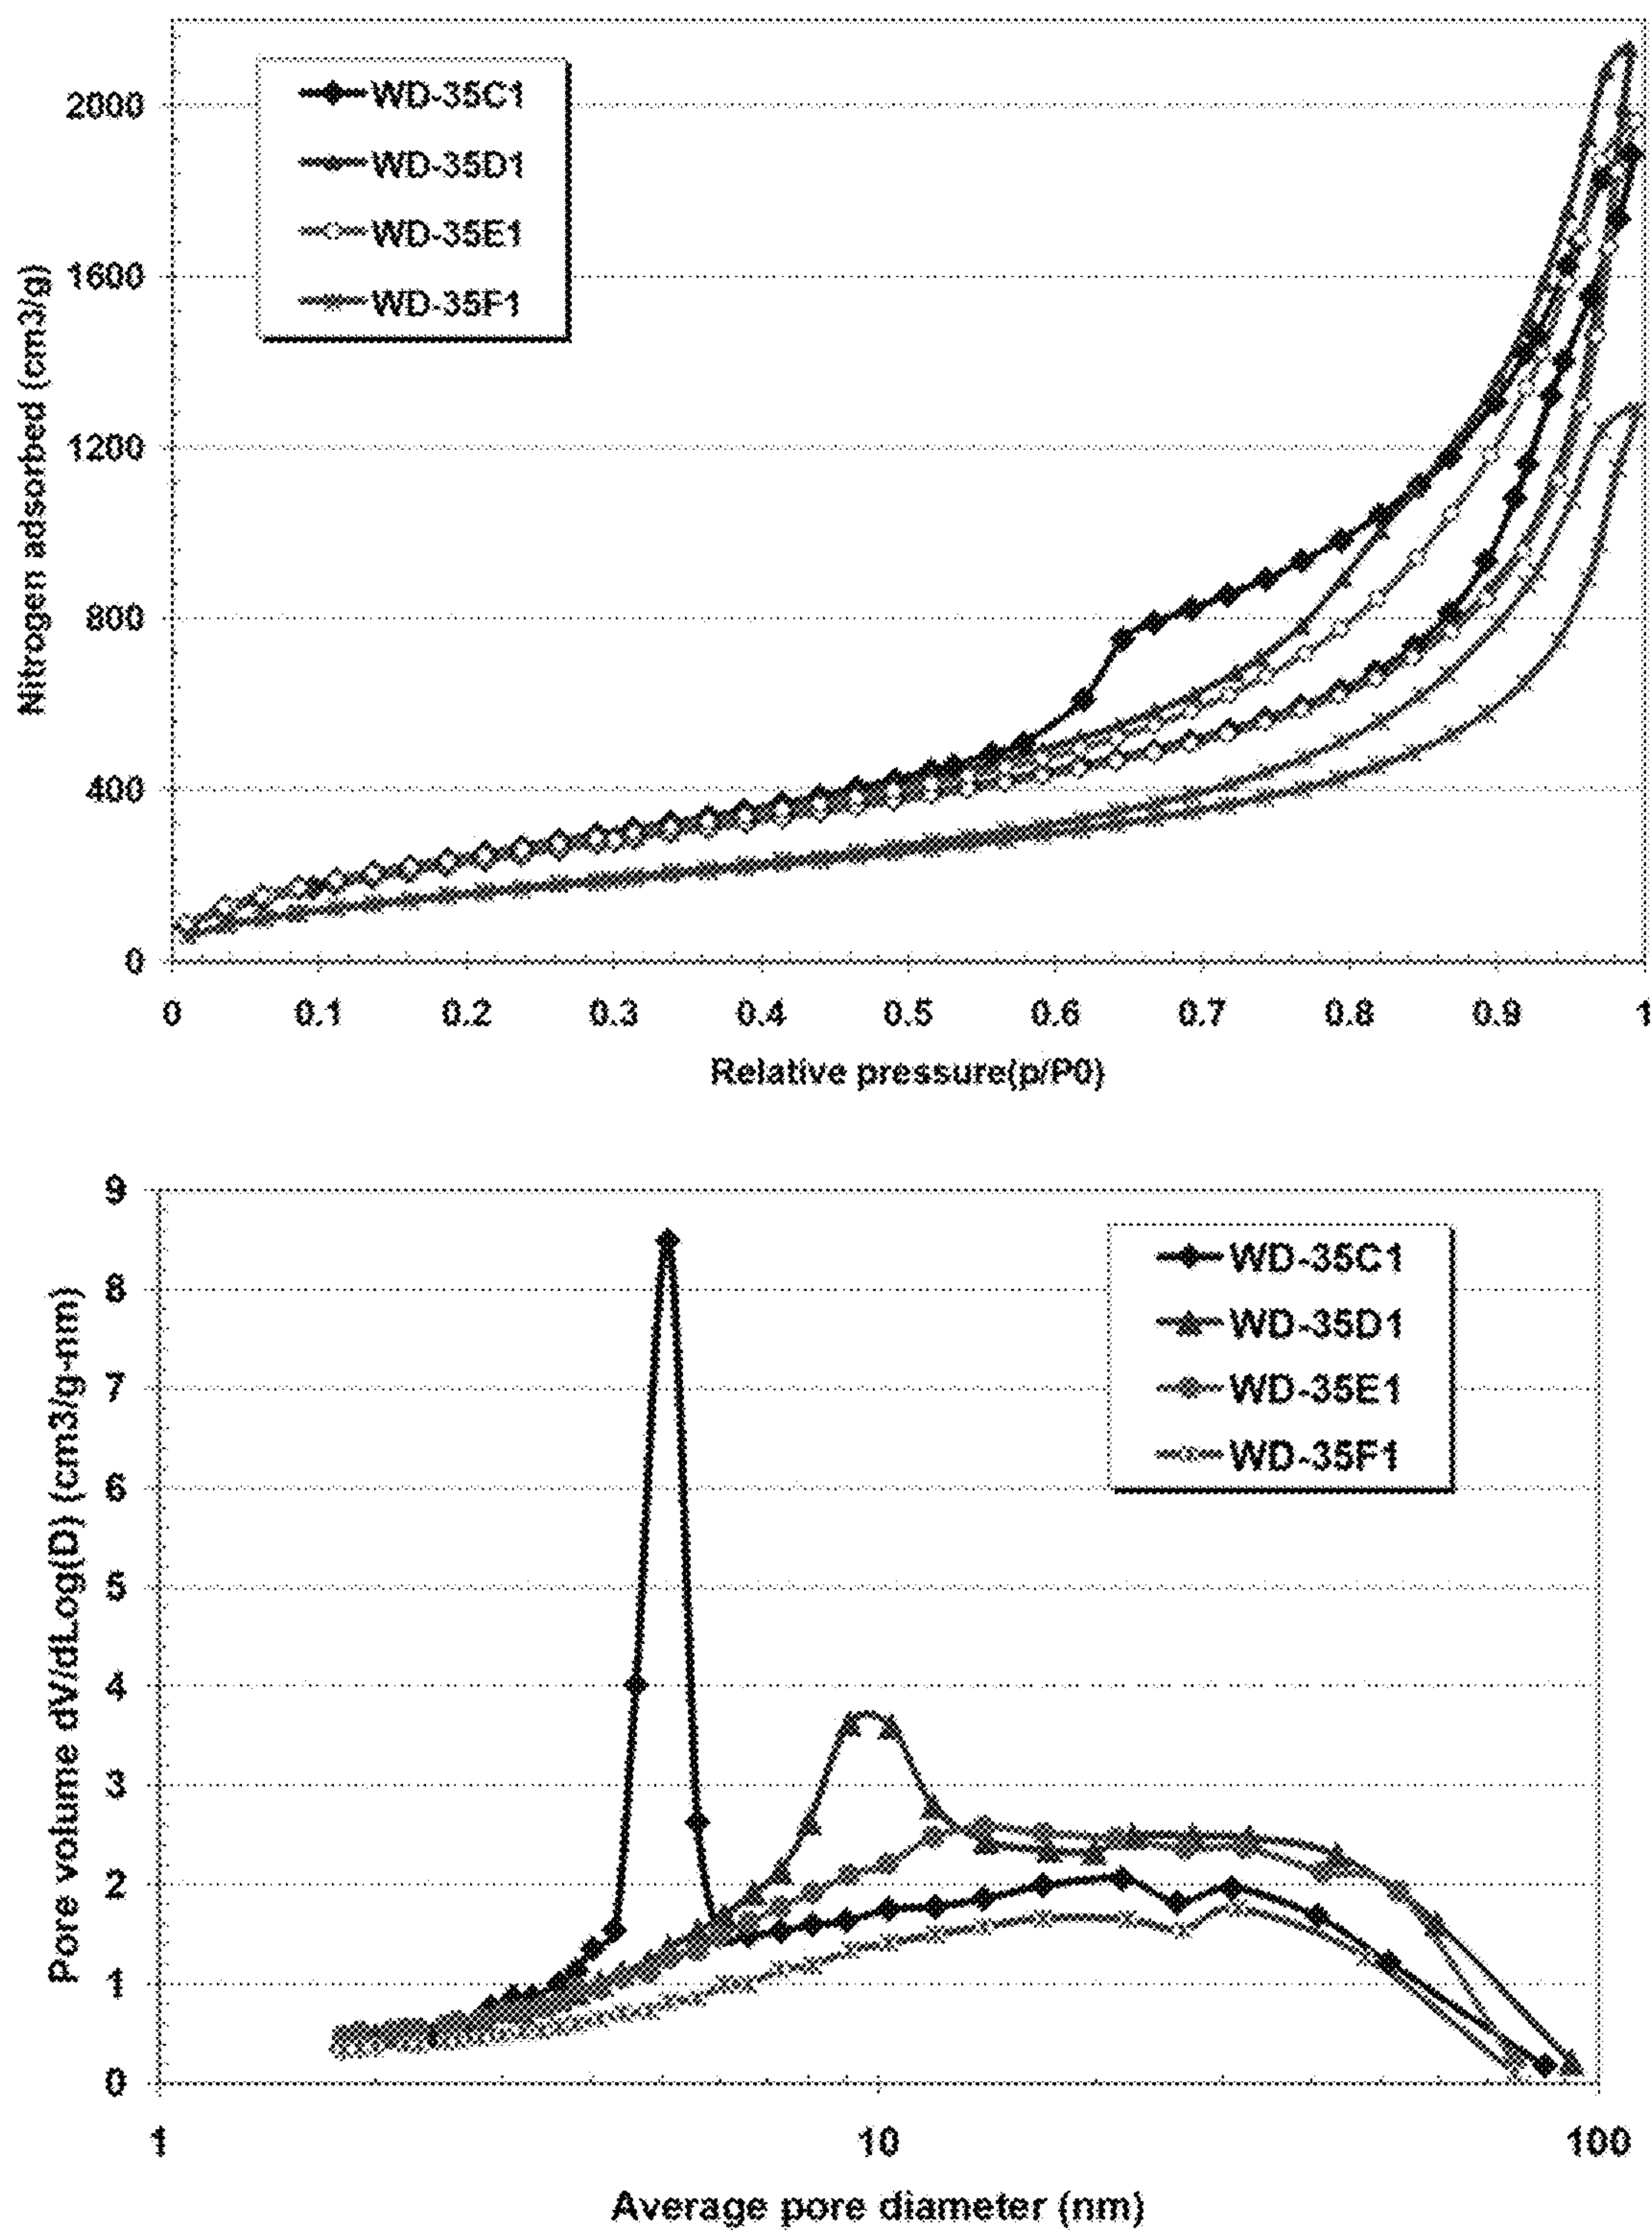 WD-35C1
WD-35D1
WD-35E1
WD-35F1
Nitrogen adsorbed (cm3/g)
2000
1600
1200
800
400
0
0 0.1 0.2 0.3 0.4 0.5 0.6 0.7 0.8 0.9 1
Relative pressure(p/P0)
WD-35C1
WD-35D1
WD-35E1
WD-35F1
Pore volume dV/dLog(D) (cm3/g-nm)
9
8
7
6
5
4
3
2
1
0
1 10 100
Average pore diameter (nm)